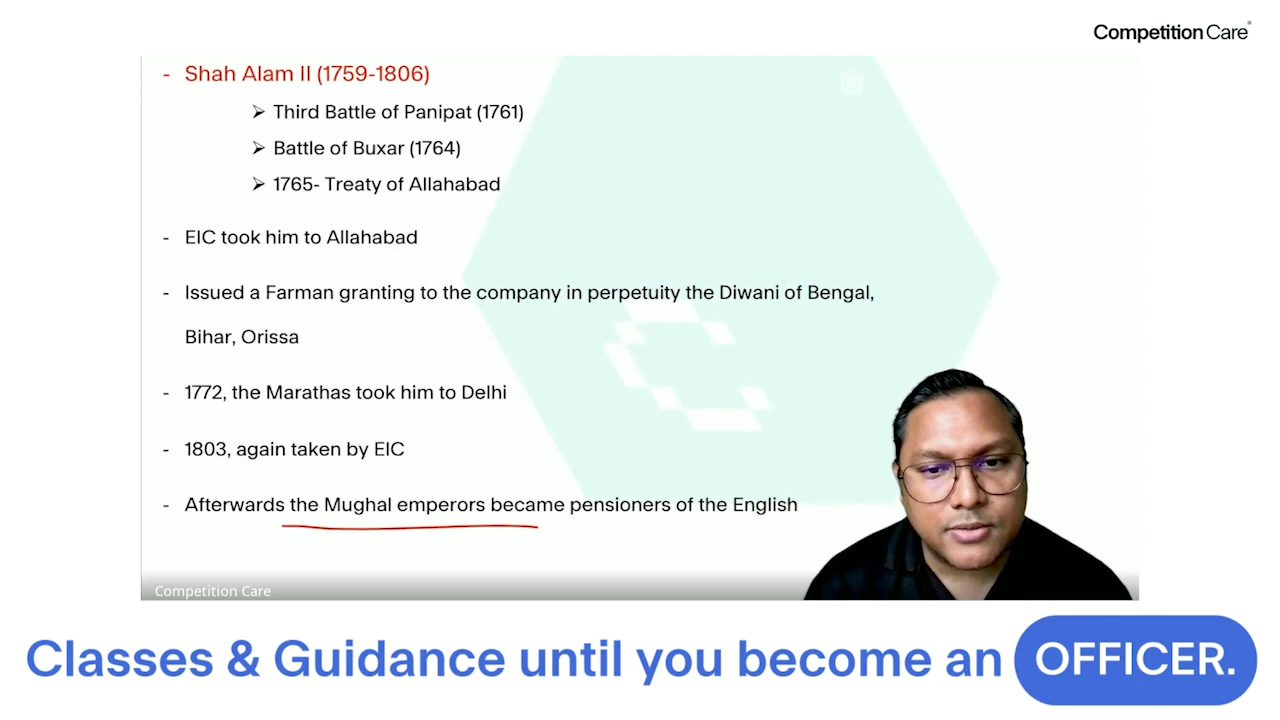 Competition Care
- Shah Alam II (1759-1806)
➢ Third Battle of Panipat (1761)
➢ Battle of Buxar (1764)
➢ 1765- Treaty of Allahabad
- EIC took him to Allahabad
- Issued a Farman granting to the company in perpetuity the Diwani of Bengal,
Bihar, Orissa
- 1772, the Marathas took him to Delhi
- 1803, again taken by EIC
- Afterwards the Mughal emperors became pensioners of the English
Competition Care
Classes & Guidance until you become an OFFICER.